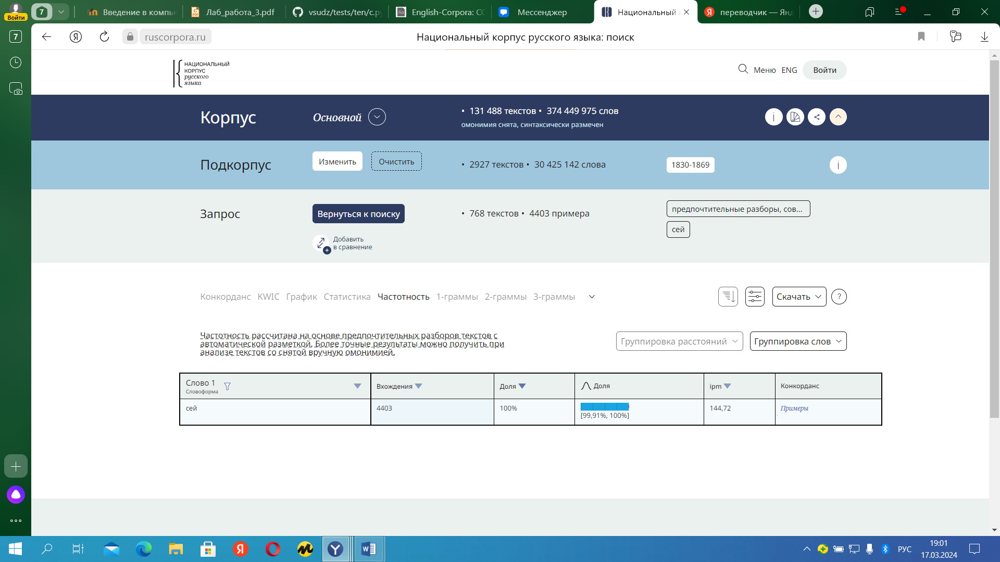 7
Введение в компь
Лаб_работа_3.pdf
vsudz/tests/ten/c.py
English-Corpora: CO
Мессенджер
Национальный
переводчик — Янд
Войти
7
ruscorpora.ru
Национальный корпус русского языка: поиск
НАЦИОНАЛЬНЫЙ
КОРПУС
русского
языка
Меню ENG Войти
Корпус
Основной
• 131 488 текстов • 374 449 975 слов
омонимия снята, синтаксически размечен
Подкорпус
Изменить
Очистить
• 2927 текстов • 30 425 142 слова
1830-1869
Запрос
Вернуться к поиску
• 768 текстов • 4403 примера
предпочтительные разборы, сов...
сей
Добавить
в сравнение
Конкорданс KWIC График Статистика Частотность 1-граммы 2-граммы 3-граммы
Скачать
?
Частотность рассчитана на основе предпочтительных разборов текстов с
автоматической разметкой. Более точные результаты можно получить при
анализе текстов со снятой вручную омонимией.
Группировка расстояний
Группировка слов
Слово 1
Словоформа
Вхождения
Доля
Доля
ipm
Конкорданс
сей
4403
100%
[99,91%, 100%]
144,72
Примеры
РУС
19:01
17.03.2024